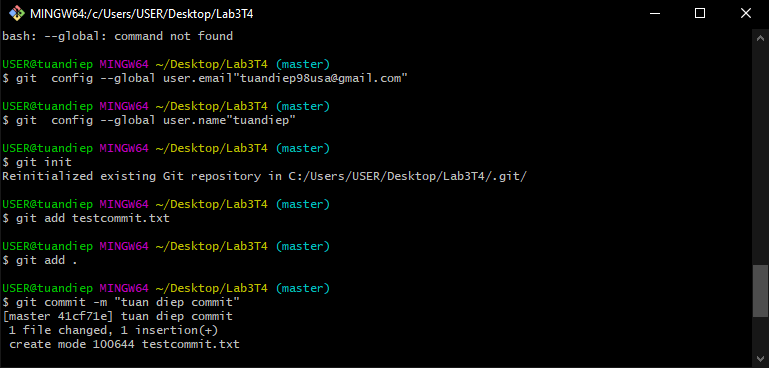 MINGW64:/c/Users/USER/Desktop/Lab3T4
bash: --global: command not found
USER@tuandiep MINGW64 ~/Desktop/Lab3T4 (master)
$ git  config --global user.email"tuandiep98usa@gmail.com"
USER@tuandiep MINGW64 ~/Desktop/Lab3T4 (master)
$ git  config --global user.name"tuandiep"
USER@tuandiep MINGW64 ~/Desktop/Lab3T4 (master)
$ git init
Reinitialized existing Git repository in C:/Users/USER/Desktop/Lab3T4/.git/
USER@tuandiep MINGW64 ~/Desktop/Lab3T4 (master)
$ git add testcommit.txt
USER@tuandiep MINGW64 ~/Desktop/Lab3T4 (master)
$ git add .
USER@tuandiep MINGW64 ~/Desktop/Lab3T4 (master)
$ git commit -m "tuan diep commit"
[master 41cf71e] tuan diep commit
 1 file changed, 1 insertion(+)
 create mode 100644 testcommit.txt